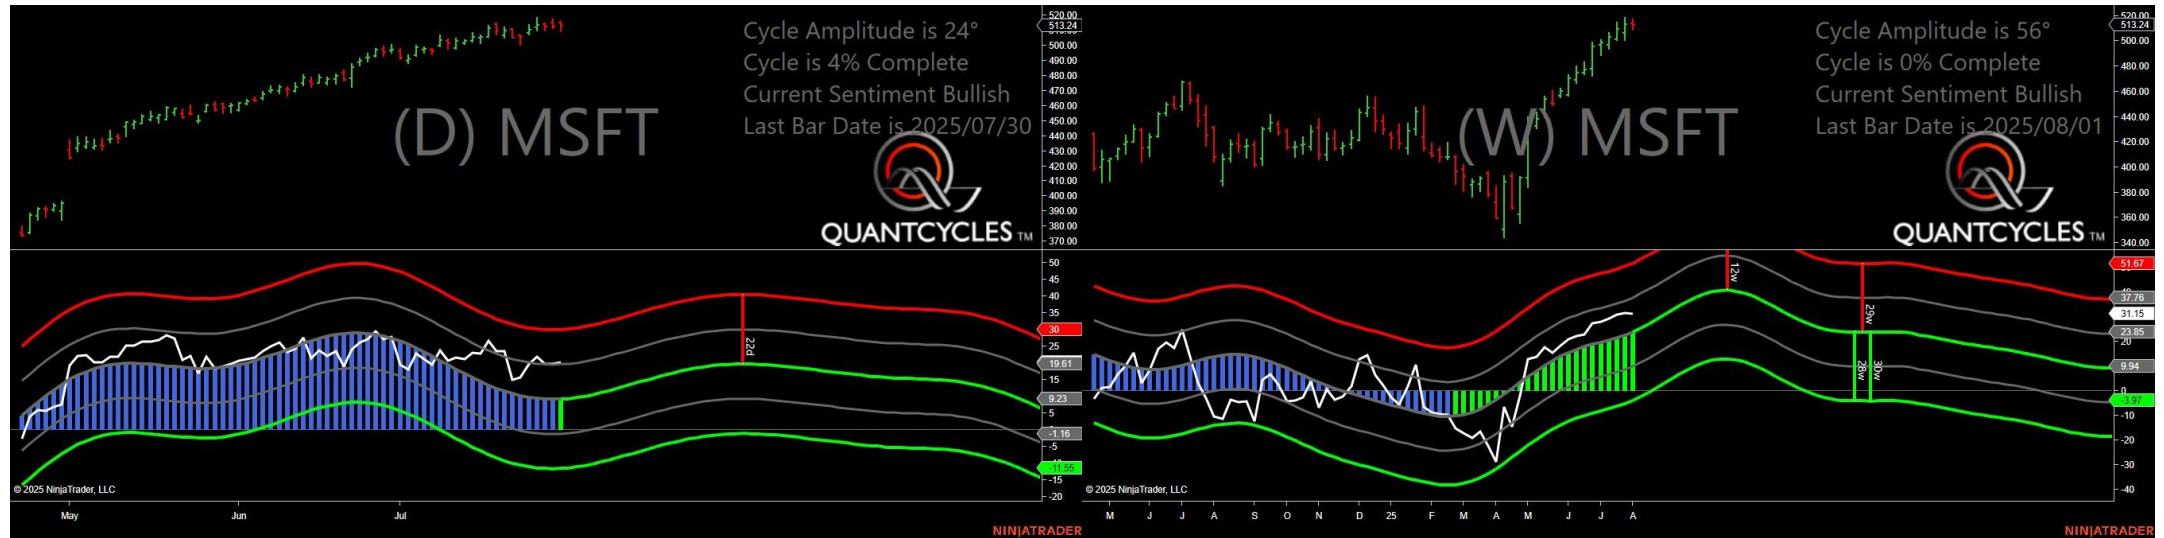 Cycle Amplitude is 24°
Cycle is 4% Complete
Current Sentiment Bullish
Last Bar Date is 2025/07/30
(D) MSFT
QUANTCYCLES TM
520.00
513.24
500.00
490.00
480.00
470.00
460.00
450.00
440.00
430.00
420.00
410.00
400.00
390.00
380.00
370.00
50
45
40
35
30
25
19.61
15
9.23
5
-1.16
-5
-11.55
-15
-20
22d
© 2025 NinjaTrader, LLC
May Jun Jul
NINJATRADER
Cycle Amplitude is 56°
Cycle is 0% Complete
Current Sentiment Bullish
Last Bar Date is 2025/08/01
(W) MSFT
QUANTCYCLES TM
520.00
513.24
500.00
480.00
460.00
440.00
420.00
400.00
380.00
360.00
340.00
51.67
37.76
31.15
23.85
20
9.94
0
-3.97
-10
-20
-30
-40
12w
29w
28w
30w
© 2025 NinjaTrader, LLC
M J J A S O N D 25 F M A M J J A
NINJATRADER